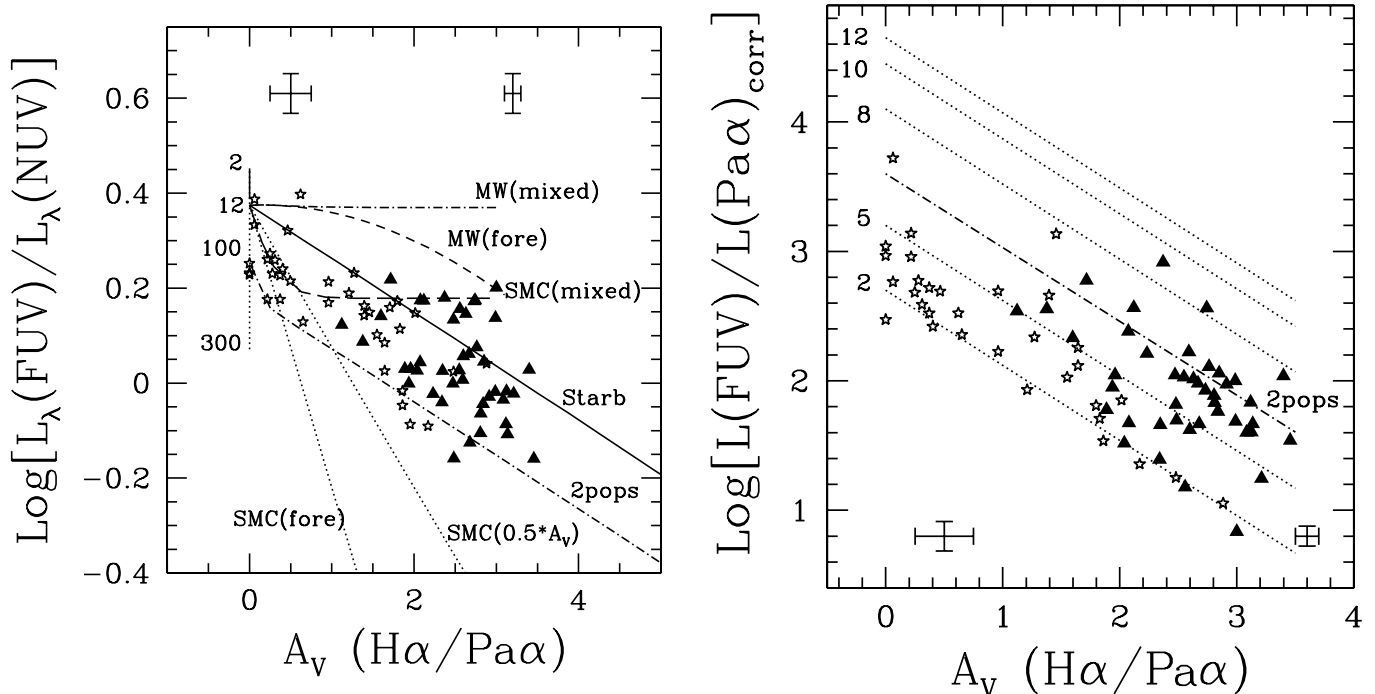 Log[L_λ(FUV)/L_λ(NUV)]
0.6
0.4
0.2
0
−0.2
−0.4
2
12
100
300
MW(mixed)
MW(fore)
SMC(mixed)
Starb
2pops
SMC(fore)
SMC(0.5*A_V)
0
2
4
A_V (Hα/Paα)
Log[L(FUV)/L(Paα)_corr]
4
3
2
1
12
10
8
5
2
2pops
0
1
2
3
4
A_V (Hα/Paα)